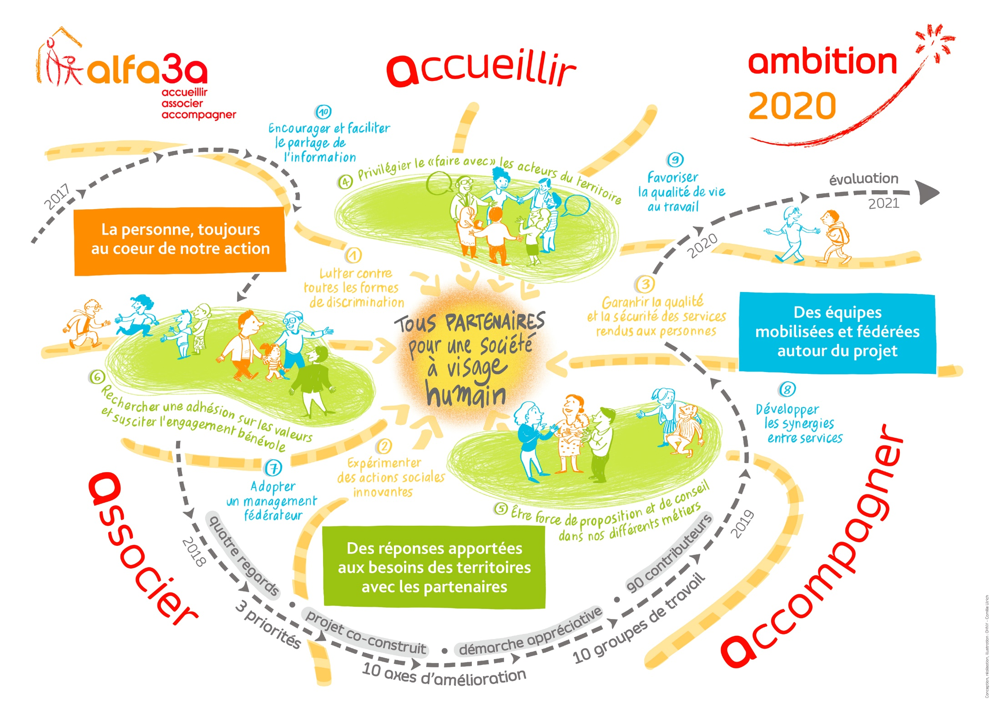 alfa3a
accueillir
associer
accompagner
accueillir
ambition
2020
10
Encourager et faciliter
le partage de
l'information
4 Privilégier le «faire avec» les acteurs du territoire
9
Favoriser
la qualité de vie
au travail
évaluation
2021
2017
La personne, toujours
au coeur de notre action
1
Lutter contre
toutes les formes
de discrimination
2020
3
Garantir la qualité
et la sécurité des services
rendus aux personnes
Des équipes
mobilisées et fédérées
autour du projet
TOUS PARTENAIRES
pour une société
à visage
humain
6 Rechercher une adhésion sur les valeurs
et susciter l'engagement bénévole
8
Développer
les synergies
entre services
2
Expérimenter
des actions sociales
innovantes
7
Adopter
un management
fédérateur
5 Être force de proposition et de conseil
dans nos différents métiers
associer
accompagner
Des réponses apportées
aux besoins des territoires
avec les partenaires
2018
2019
quatre regards • projet co-construit • démarche appréciative • 90 contributeurs
3 priorités
10 axes d'amélioration
10 groupes de travail
Conception, réalisation, illustration : OHNY - Camille Ulrich